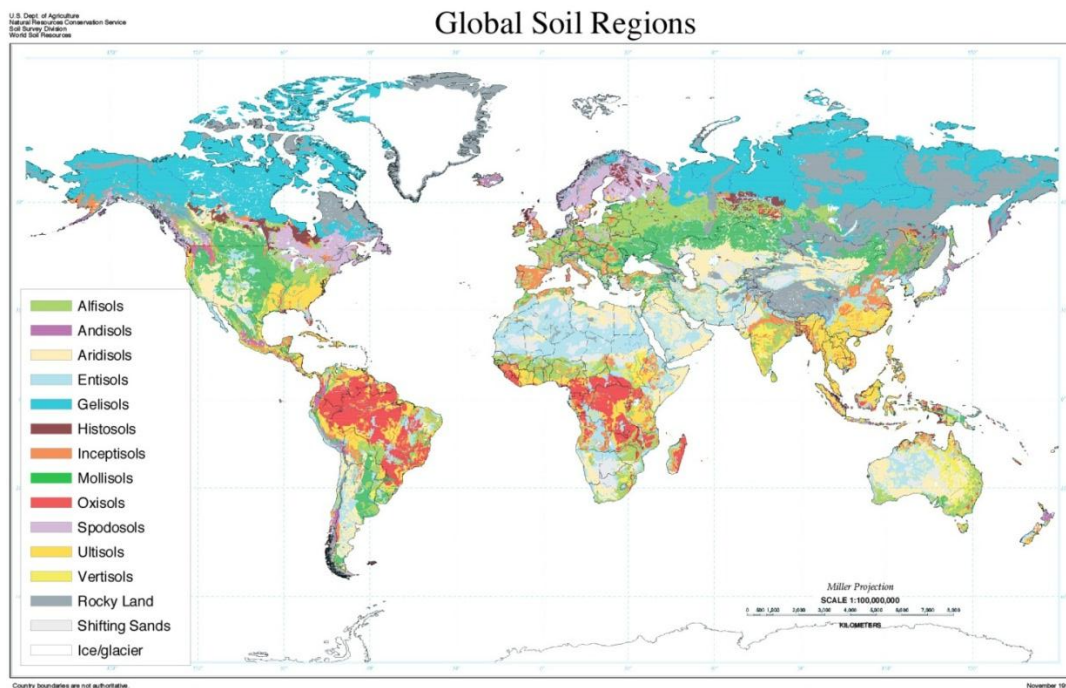 U.S. Dept. of Agriculture
Natural Resources Conservation Service
Soil Survey Division
World Soil Resources
Global Soil Regions
Alfisols
Andisols
Aridisols
Entisols
Gelisols
Histosols
Inceptisols
Mollisols
Oxisols
Spodosols
Ultisols
Vertisols
Rocky Land
Shifting Sands
Ice/glacier
Miller Projection
SCALE 1:100,000,000
KILOMETERS
Country boundaries are not authoritative.
November 19